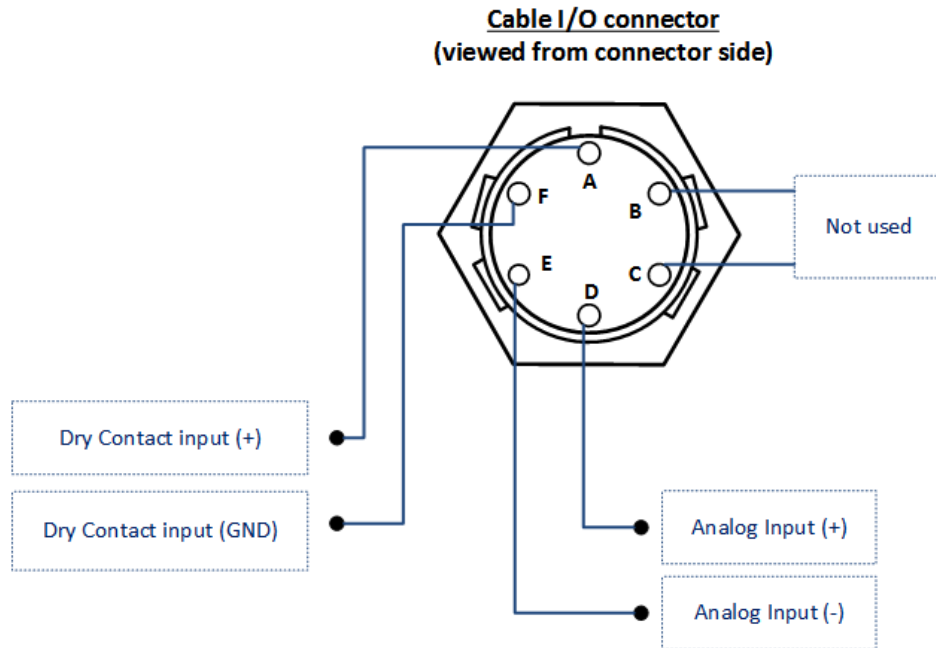 Cable I/O connector
(viewed from connector side)
A
F
B
Not used
E
C
D
Dry Contact input (+)
Dry Contact input (GND)
Analog Input (+)
Analog Input (-)